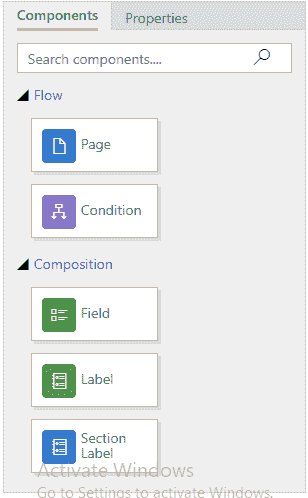 Components Properties
Search components....
Flow
Page
Condition
Composition
Field
Label
Section
Label
Activate Windows
Go to Settings to activate Windows.